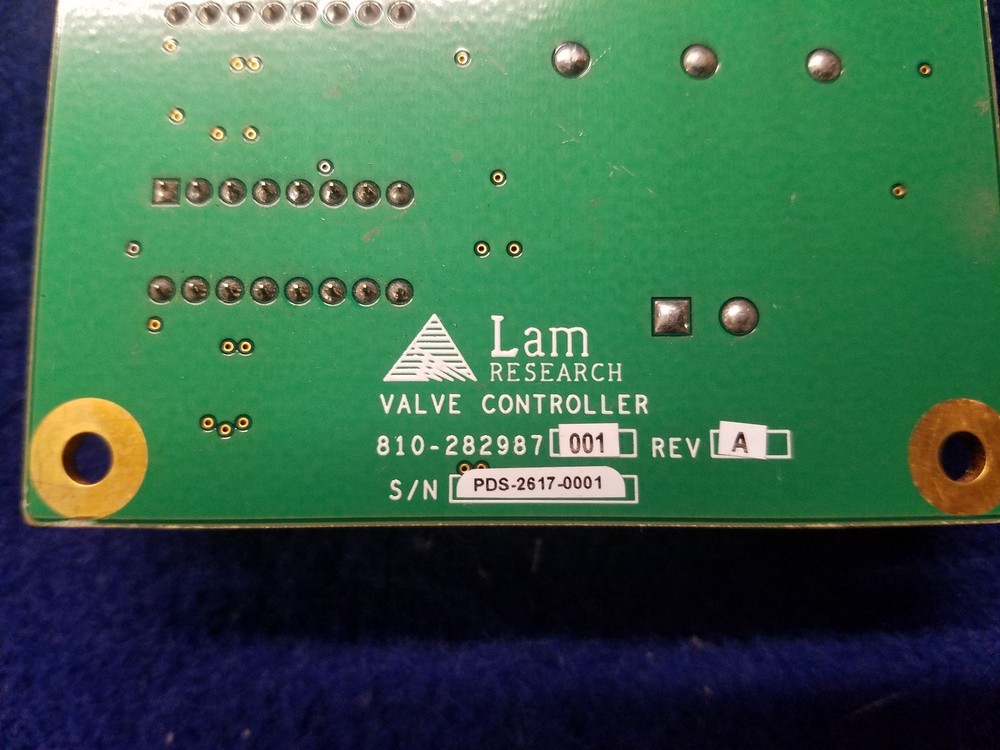 Lam
RESEARCH
VALVE CONTROLLER
810-282987 001 REV A
S/N PDS-2617-0001